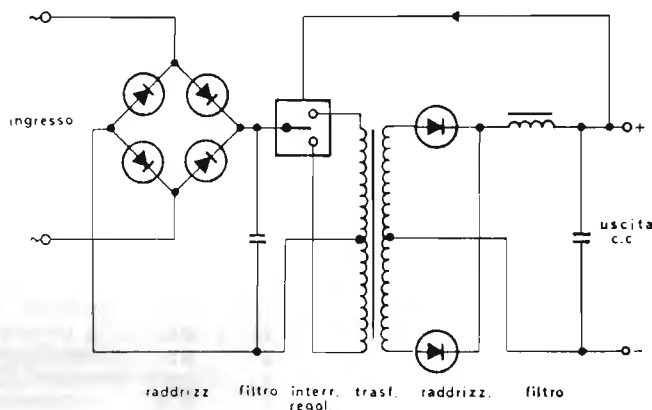 ~
+
ingresso
uscita
c.c
~
-
raddrizz filtro interr. trasf. raddrizz. filtro
regol.